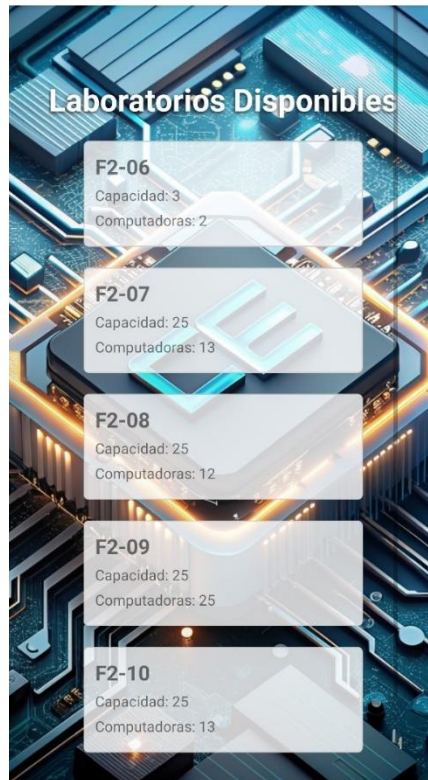 Laboratorios Disponibles
F2-06
Capacidad: 3
Computadoras: 2
F2-07
Capacidad: 25
Computadoras: 13
CE
F2-08
Capacidad: 25
Computadoras: 12
F2-09
Capacidad: 25
Computadoras: 25
F2-10
Capacidad: 25
Computadoras: 13